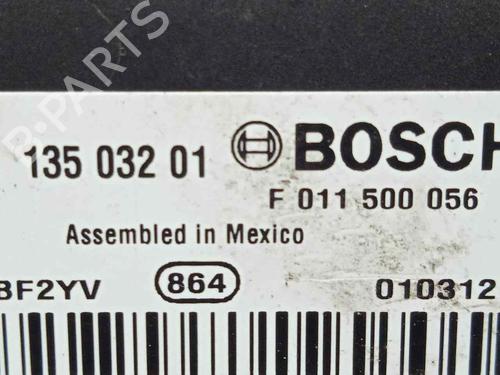 B-PARTS
135 032 01 BOSCH
F 011 500 056
Assembled in Mexico
BF2YV 864 010312